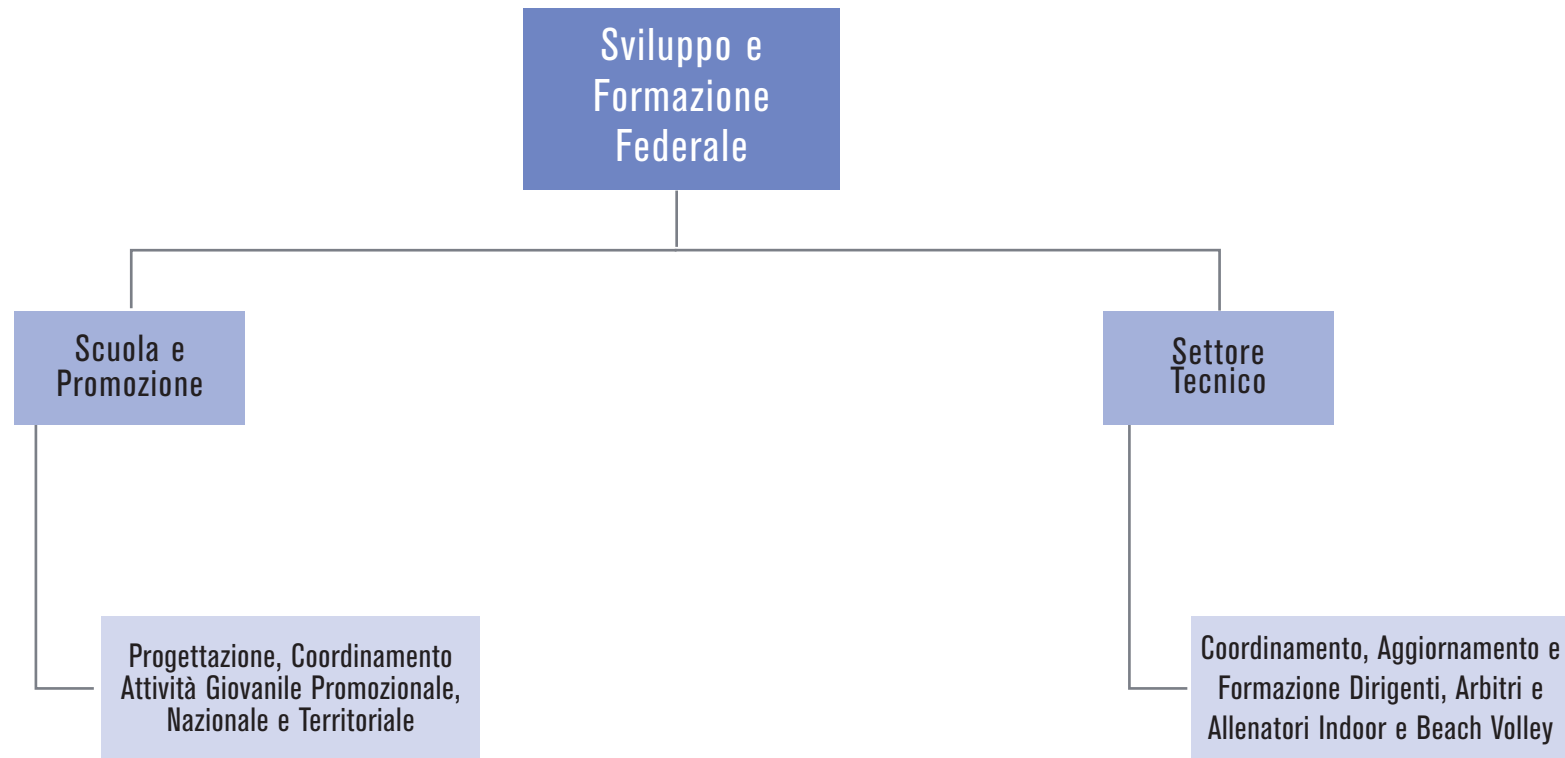 Sviluppo e
Formazione
Federale
Scuola e
Promozione
Settore
Tecnico
Progettazione, Coordinamento
Attività Giovanile Promozionale,
Nazionale e Territoriale
Coordinamento, Aggiornamento e
Formazione Dirigenti, Arbitri e
Allenatori Indoor e Beach Volley